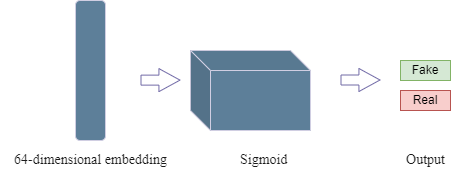 Fake
Real
64-dimensional embedding
Sigmoid
Output